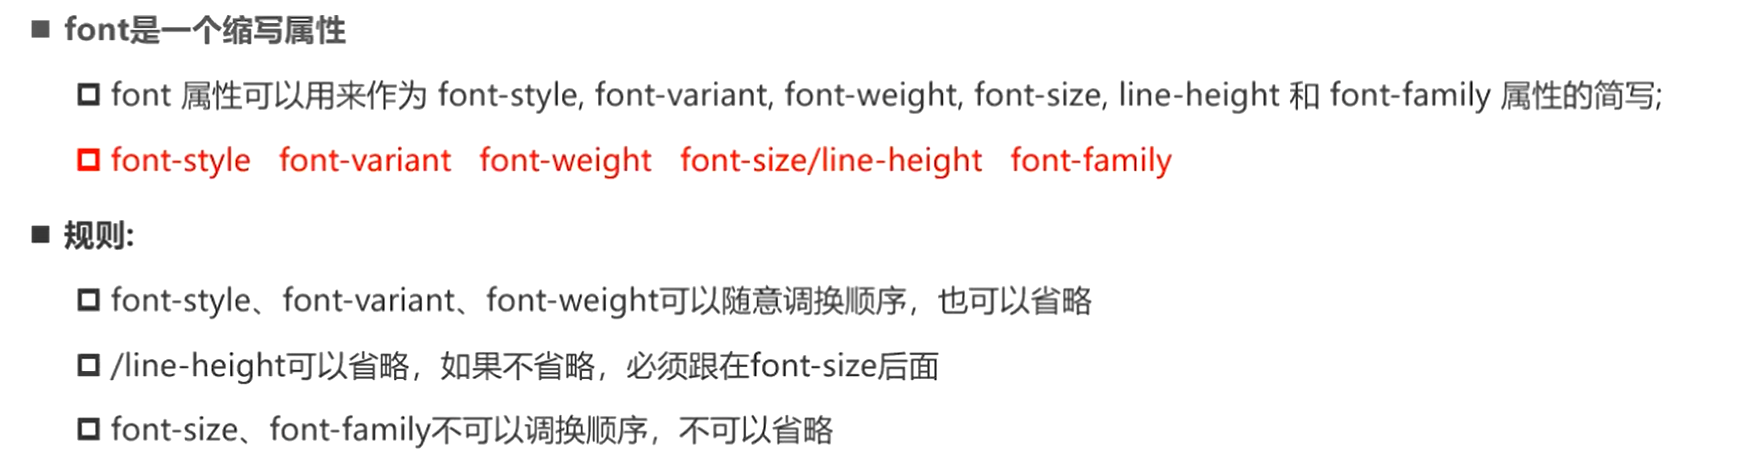 font是一个缩写属性
font 属性可以用来作为 font-style, font-variant, font-weight, font-size, line-height 和 font-family 属性的简写;
font-style font-variant font-weight font-size/line-height font-family
规则:
font-style、font-variant、font-weight可以随意调换顺序，也可以省略
/line-height可以省略，如果不省略，必须跟在font-size后面
font-size、font-family不可以调换顺序，不可以省略